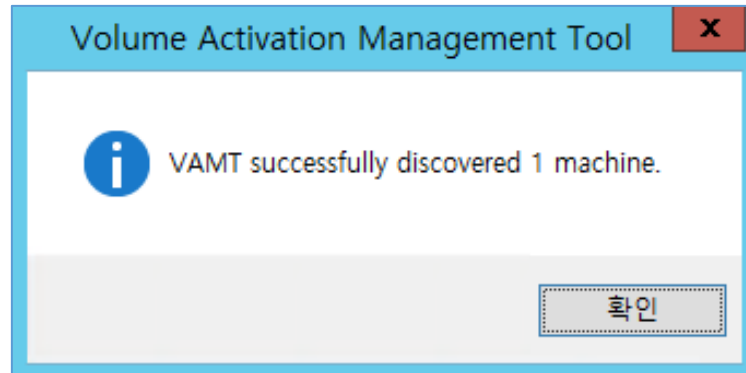 Volume Activation Management Tool
x
VAMT successfully discovered 1 machine.
확인